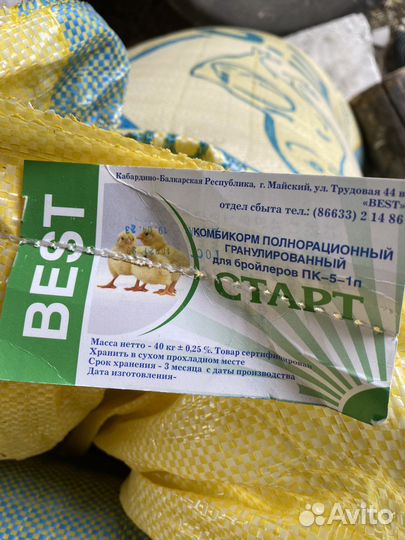 Кабардино-Балкарская Республика, г. Майский, ул. Трудовая 44
«BEST»
отдел сбыта тел.: (86633) 2 14 86
BEST
КОМБИКОРМ ПОЛНОРАЦИОННЫЙ
ГРАНУЛИРОВАННЫЙ
для бройлеров ПК-5-1п
СТАРТ
Масса нетто - 40 кг ± 0,25 %. Товар сертифицирован
Хранить в сухом прохладном месте
Срок хранения - 3 месяца с даты производства
Дата изготовления-
Avito